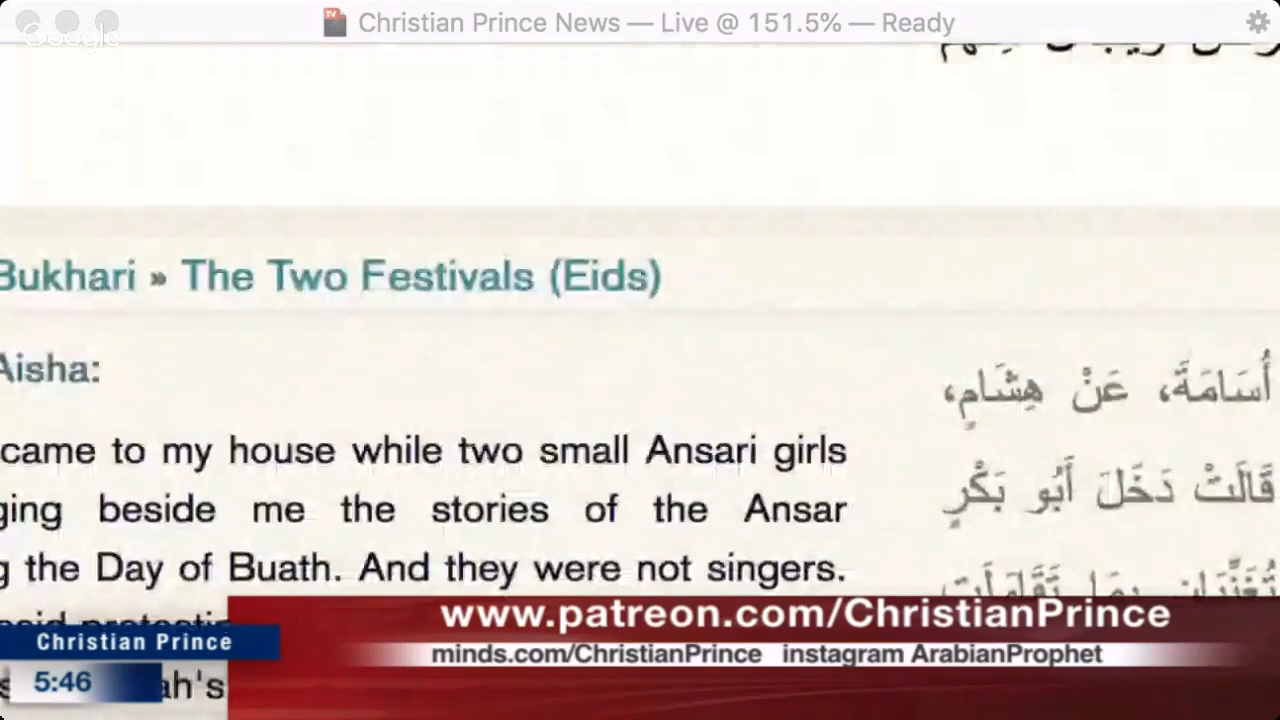 Christian Prince News — Live @ 151.5% — Ready
Google
Bukhari » The Two Festivals (Eids)
Aisha:
أُسَامَةَ، عَنْ هِشَامٍ،
came to my house while two small Ansari girls
قَالَتْ دَخَلَ أَبُو بَكْرٍ
ging beside me the stories of the Ansar
g the Day of Buath. And they were not singers.
www.patreon.com/ChristianPrince
Christian Prince
minds.com/ChristianPrince instagram ArabianProphet
5:46
ah's